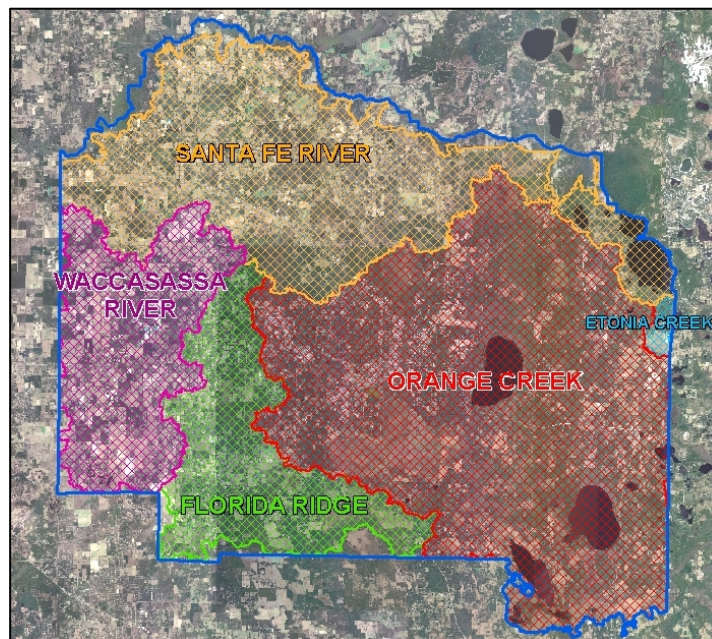 SANTA FE RIVER
WACCASASSA
RIVER
ETONIA CREEK
ORANGE CREEK
FLORIDA RIDGE